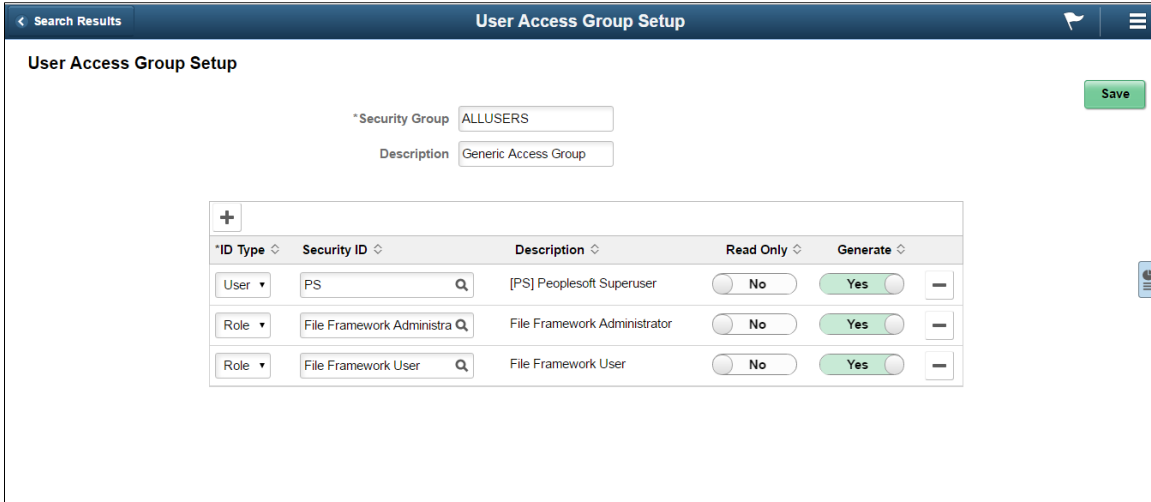 Search Results
User Access Group Setup
User Access Group Setup
Save
*Security Group ALLUSERS
Description Generic Access Group
*ID Type Security ID Description Read Only Generate
User PS [PS] Peoplesoft Superuser No Yes
Role File Framework Administra File Framework Administrator No Yes
Role File Framework User File Framework User No Yes